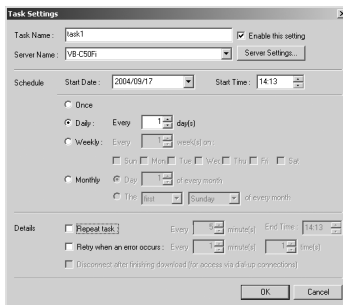 Task Settings
Task Name : task1 Enable this setting
Server Name : VB-C50Fi Server Settings...
Schedule Start Date : 2004/09/17 Start Time : 14:13
Once
Daily : Every 1 day(s)
Weekly : Every 1 week(s) on :
Sun Mon Tue Wed Thu Fri Sat
Monthly Day 1 of every month
The first Sunday of every month
Details Repeat task : Every 5 minute(s) End Time 14:13
Retry when an error occurs : Every 1 minute(s) 1 time(s)
Disconnect after finishing download (for access via dial-up connections)
OK Cancel